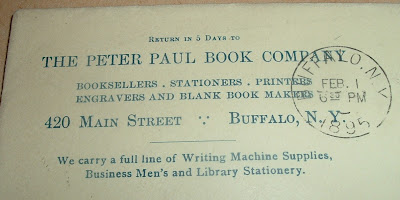 Return in 5 Days to
THE PETER PAUL BOOK COMPANY
BOOKSELLERS . STATIONERS . PRINTERS
ENGRAVERS AND BLANK BOOK MAKERS
420 MAIN STREET ∵ BUFFALO, N. Y.
We carry a full line of Writing Machine Supplies,
Business Men's and Library Stationery.
BUFFALO, N.Y.
FEB. 1
PM
1895